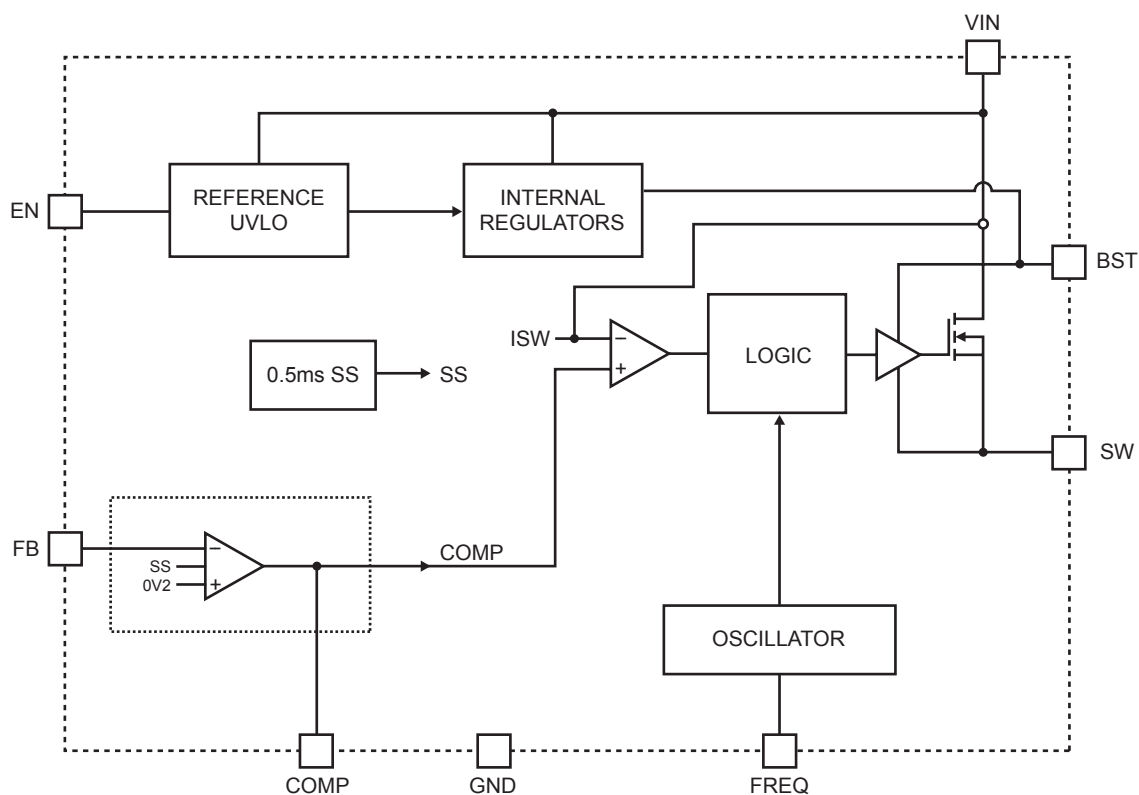 VIN
EN
REFERENCE
UVLO
INTERNAL
REGULATORS
BST
ISW
−
+
LOGIC
0.5ms SS
SS
SW
FB
−
SS
0V2
+
COMP
OSCILLATOR
COMP
GND
FREQ